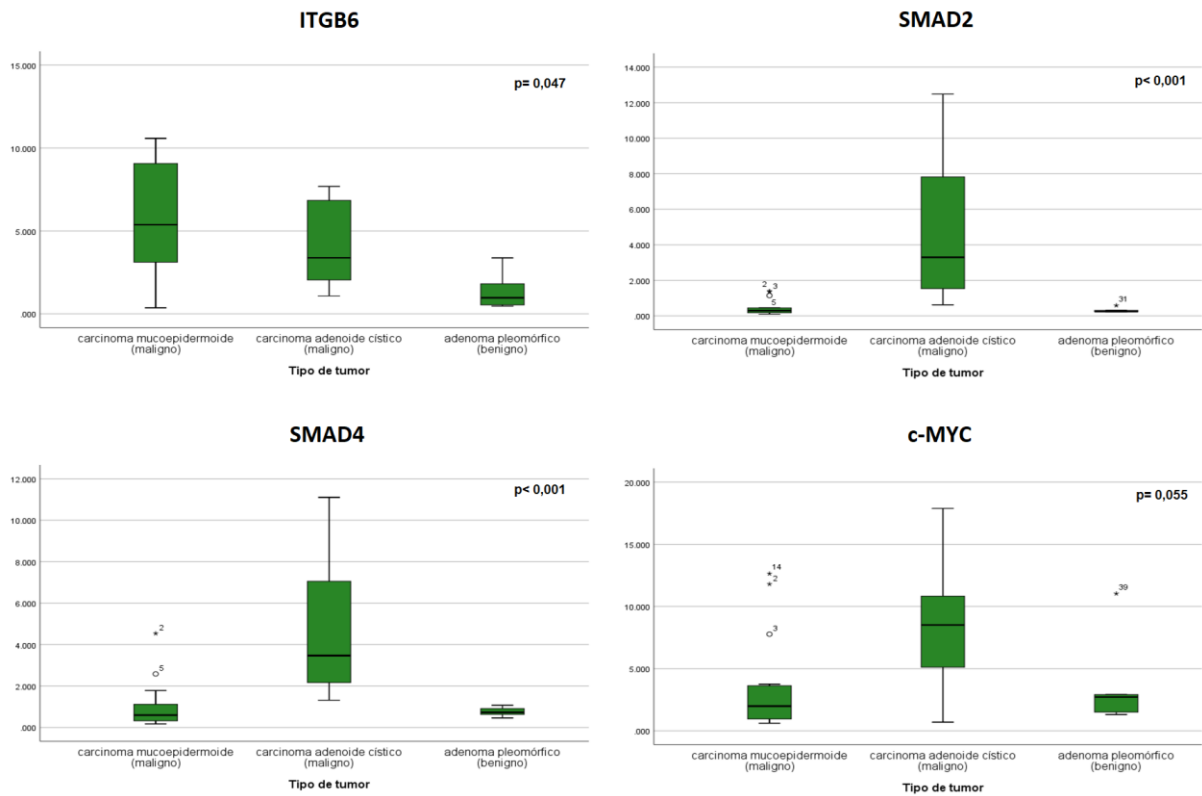 ITGB6
15.000
p= 0,047
10.000
5.000
.000
carcinoma mucoepidermoide
(maligno)
carcinoma adenoide cístico
(maligno)
adenoma pleomórfico
(benigno)
Tipo de tumor
SMAD2
14.000
p< 0,001
12.000
10.000
8.000
6.000
4.000
2.000
.000
2
3
5
31
carcinoma mucoepidermoide
(maligno)
carcinoma adenoide cístico
(maligno)
adenoma pleomórfico
(benigno)
Tipo de tumor
SMAD4
12.000
p< 0,001
10.000
8.000
6.000
4.000
2.000
.000
2
5
carcinoma mucoepidermoide
(maligno)
carcinoma adenoide cístico
(maligno)
adenoma pleomórfico
(benigno)
Tipo de tumor
c-MYC
20.000
p= 0,055
15.000
10.000
5.000
.000
14
2
3
39
carcinoma mucoepidermoide
(maligno)
carcinoma adenoide cístico
(maligno)
adenoma pleomórfico
(benigno)
Tipo de tumor